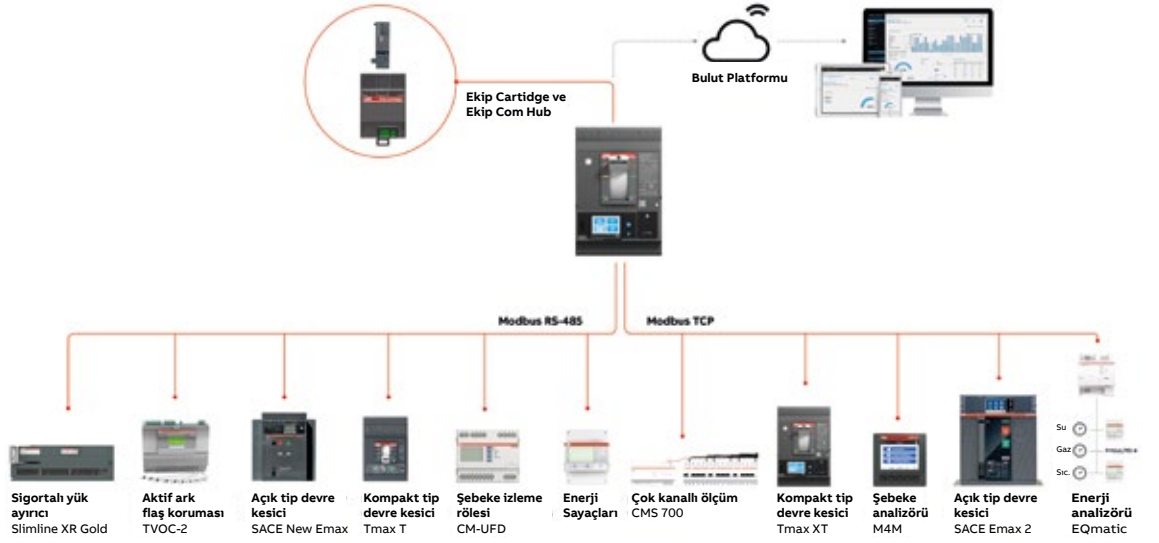 Bulut Platformu
Ekip Cartidge ve
Ekip Com Hub
Modbus RS-485
Modbus TCP
Su
Gaz
Sıc.
Sigortalı yük
ayırıcı
Slimline XR Gold
Aktif ark
flaş koruması
TVOC-2
Açık tip devre
kesici
SACE New Emax
Kompakt tip
devre kesici
Tmax T
Şebeke izleme
rölesi
CM-UFD
Enerji
Sayaçları
Çok kanallı ölçüm
CMS 700
Kompakt tip
devre kesici
Tmax XT
Şebeke
analizörü
M4M
Açık tip devre
kesici
SACE Emax 2
Enerji
analizörü
EQmatic